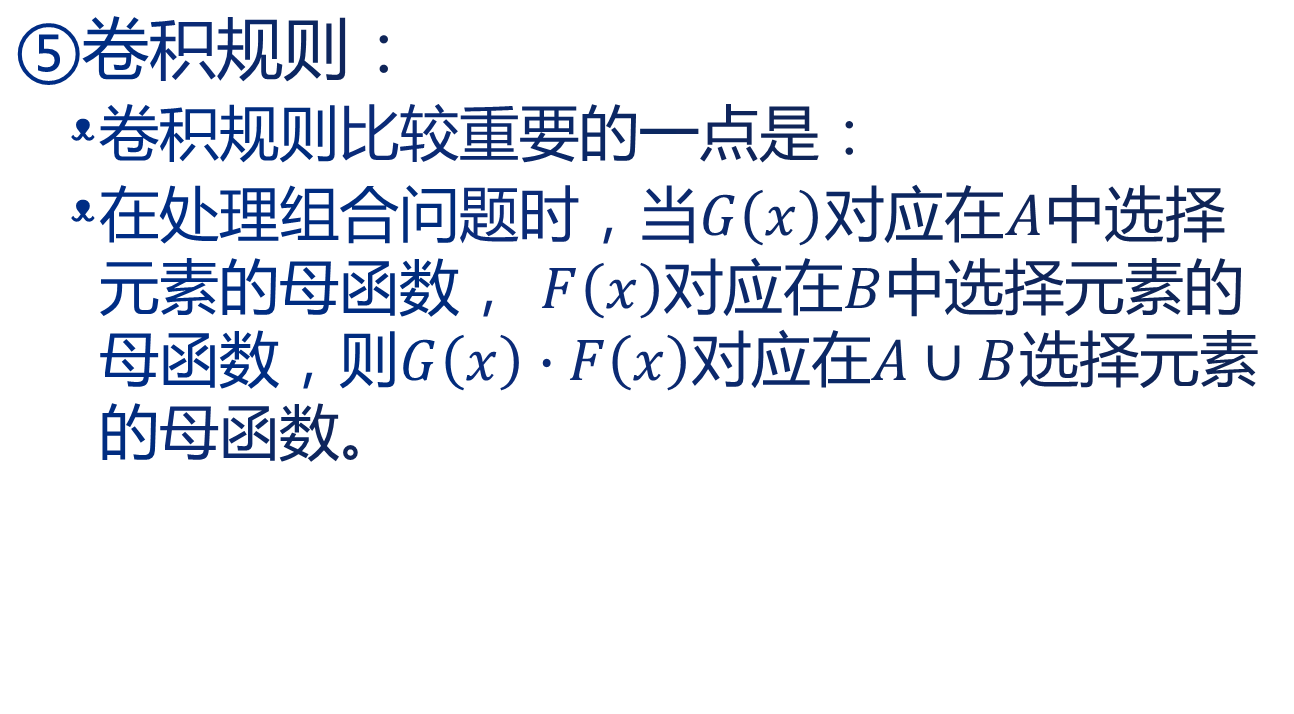 ⑤卷积规则：
卷积规则比较重要的一点是：
在处理组合问题时，当G(x)对应在A中选择
元素的母函数， F(x)对应在B中选择元素的
母函数，则G(x)·F(x)对应在A ∪ B选择元素
的母函数。